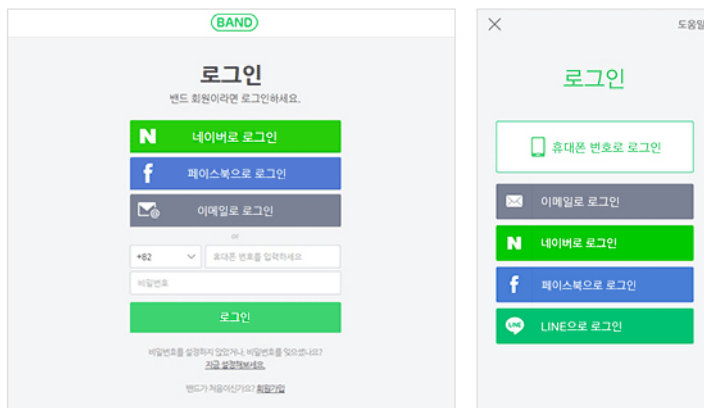 BAND
로그인
밴드 회원이라면 로그인하세요.
N 네이버로 로그인
f 페이스북으로 로그인
이메일로 로그인
or
+82
휴대폰 번호를 입력하세요
비밀번호
로그인
비밀번호를 설정하지 않았거나, 비밀번호를 잊으셨나요?
지금 설정해보세요.
밴드가 처음이신가요? 회원가입
도움말
로그인
휴대폰 번호로 로그인
이메일로 로그인
N 네이버로 로그인
f 페이스북으로 로그인
LINE LINE으로 로그인